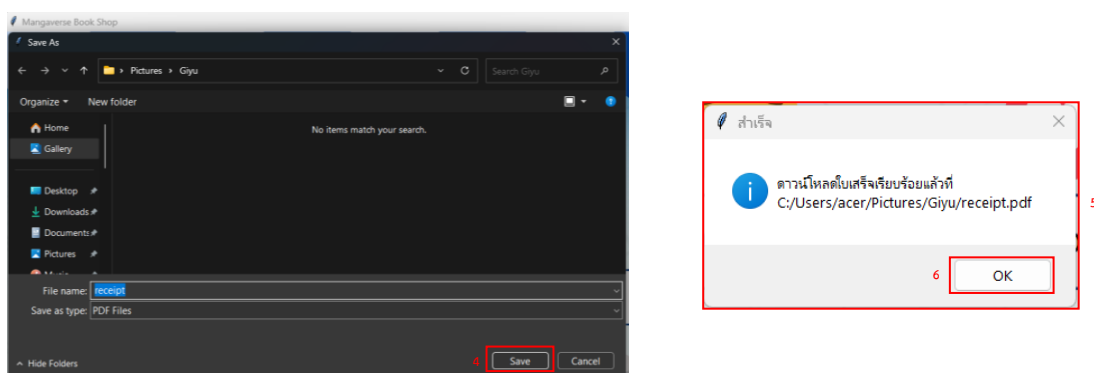 Mangaverse Book Shop
Save As
Pictures > Giyu
Search Giyu
Organize
New folder
Home
Gallery
Desktop
Downloads
Documents
Pictures
No items match your search.
File name: receipt
Save as type: PDF Files
Hide Folders
4
Save
Cancel
สำเร็จ
ดาวน์โหลดใบเสร็จเรียบร้อยแล้วที่
C:/Users/acer/Pictures/Giyu/receipt.pdf
6
OK